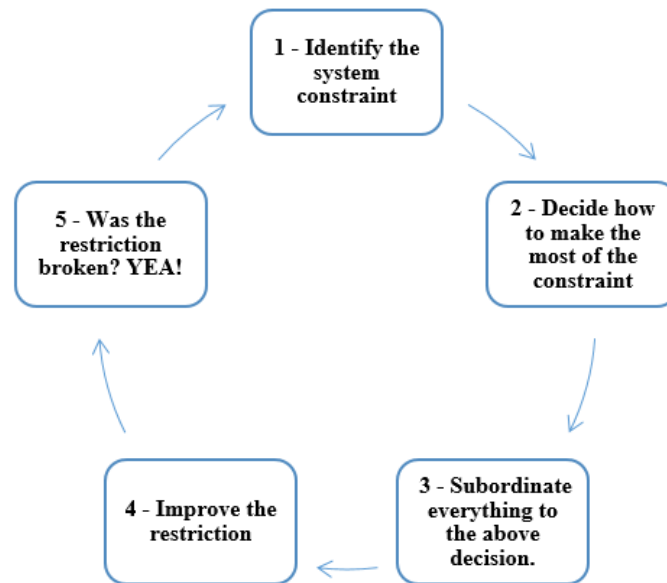 1 - Identify the
system
constraint
2 - Decide how
to make the
most of the
constraint
3 - Subordinate
everything to
the above
decision.
4 - Improve the
restriction
5 - Was the
restriction
broken? YEA!